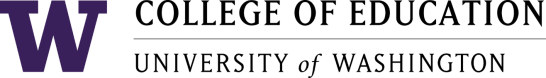 W
COLLEGE OF EDUCATION
UNIVERSITY of WASHINGTON